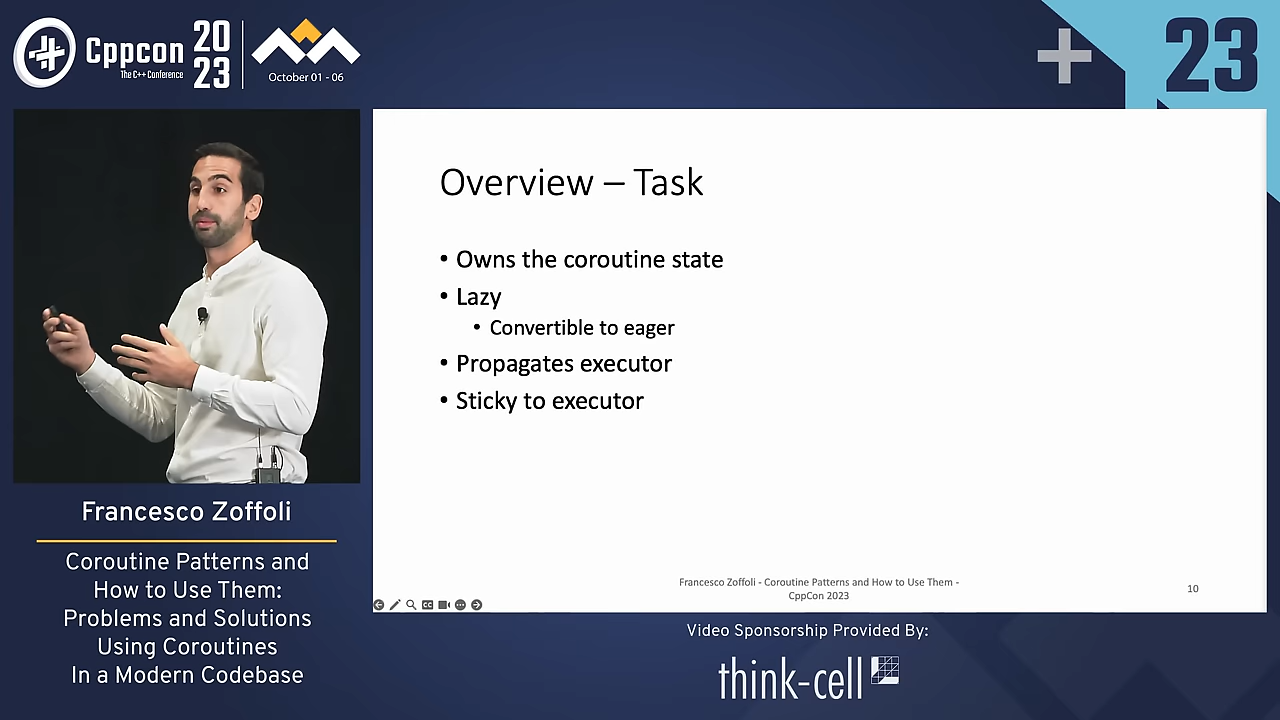 Cppcon
The C++ Conference
20
23
October 01 - 06
23
Overview – Task
• Owns the coroutine state
• Lazy
• Convertible to eager
• Propagates executor
• Sticky to executor
Francesco Zoffoli - Coroutine Patterns and How to Use Them -
CppCon 2023
10
Francesco Zoffoli
Coroutine Patterns and
How to Use Them:
Problems and Solutions
Using Coroutines
In a Modern Codebase
Video Sponsorship Provided By:
think-cell